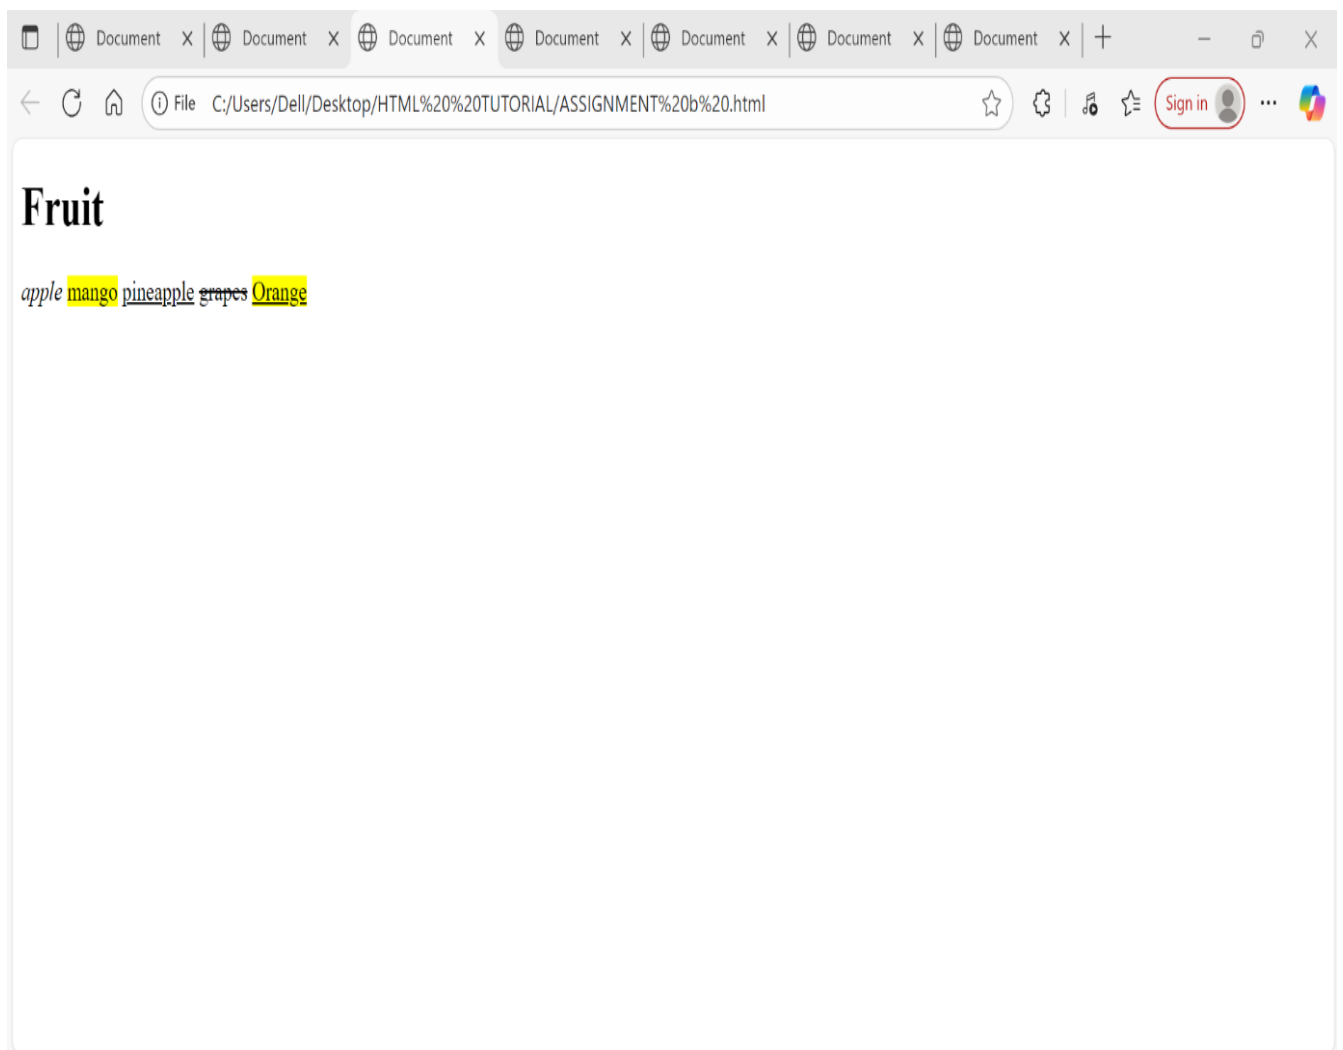 Document Document Document Document Document Document Document
File C:/Users/Dell/Desktop/HTML%20%20TUTORIAL/ASSIGNMENT%20b%20.html Sign in
Fruit
apple mango pineapple grapes Orange